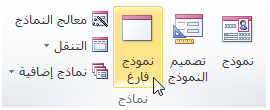 نموذج
تصميم
النموذج
نموذج
فارغ
معالج النماذج
التنقل
نماذج إضافية
نماذج